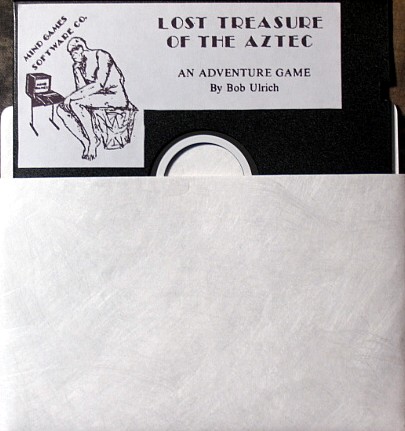 MIND GAMES
SOFTWARE CO.
LOST TREASURE
OF THE AZTEC
AN ADVENTURE GAME
By Bob Ulrich